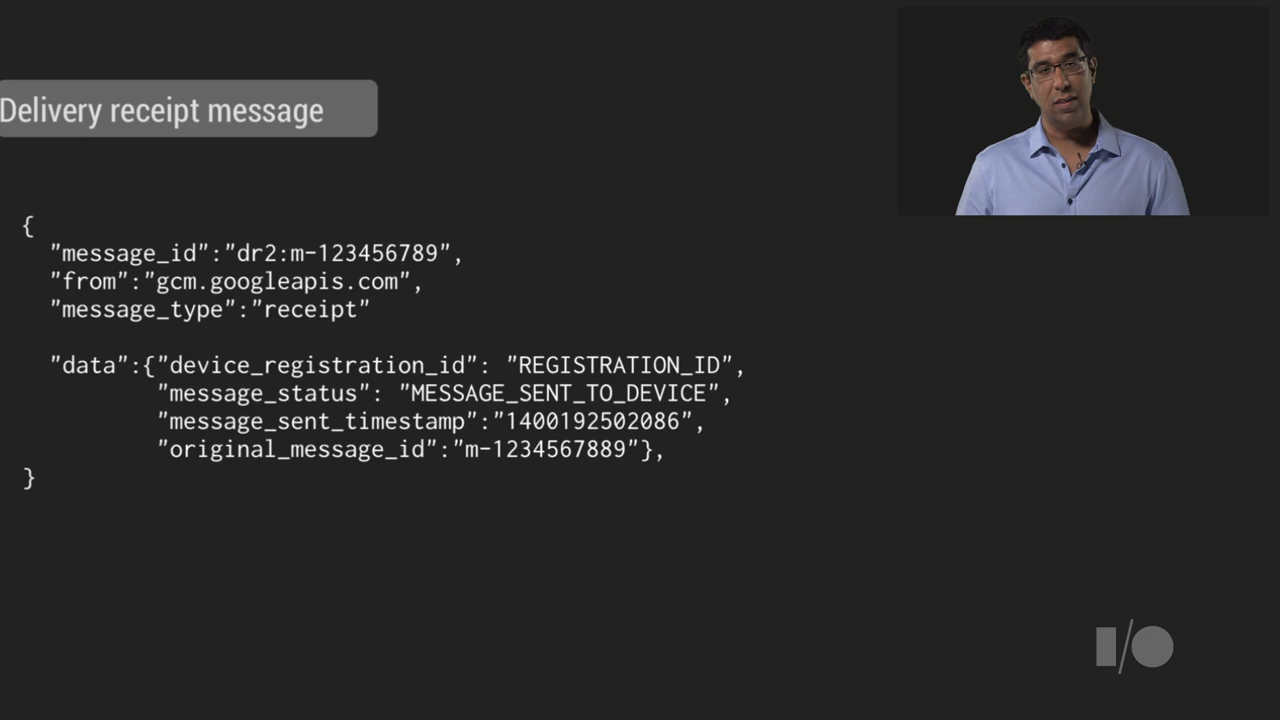 Delivery receipt message
{
"message_id":"dr2:m-123456789",
"from":"gcm.googleapis.com",
"message_type":"receipt"
"data":{"device_registration_id": "REGISTRATION_ID",
"message_status": "MESSAGE_SENT_TO_DEVICE",
"message_sent_timestamp":"1400192502086",
"original_message_id":"m-1234567889"},
}
I/O